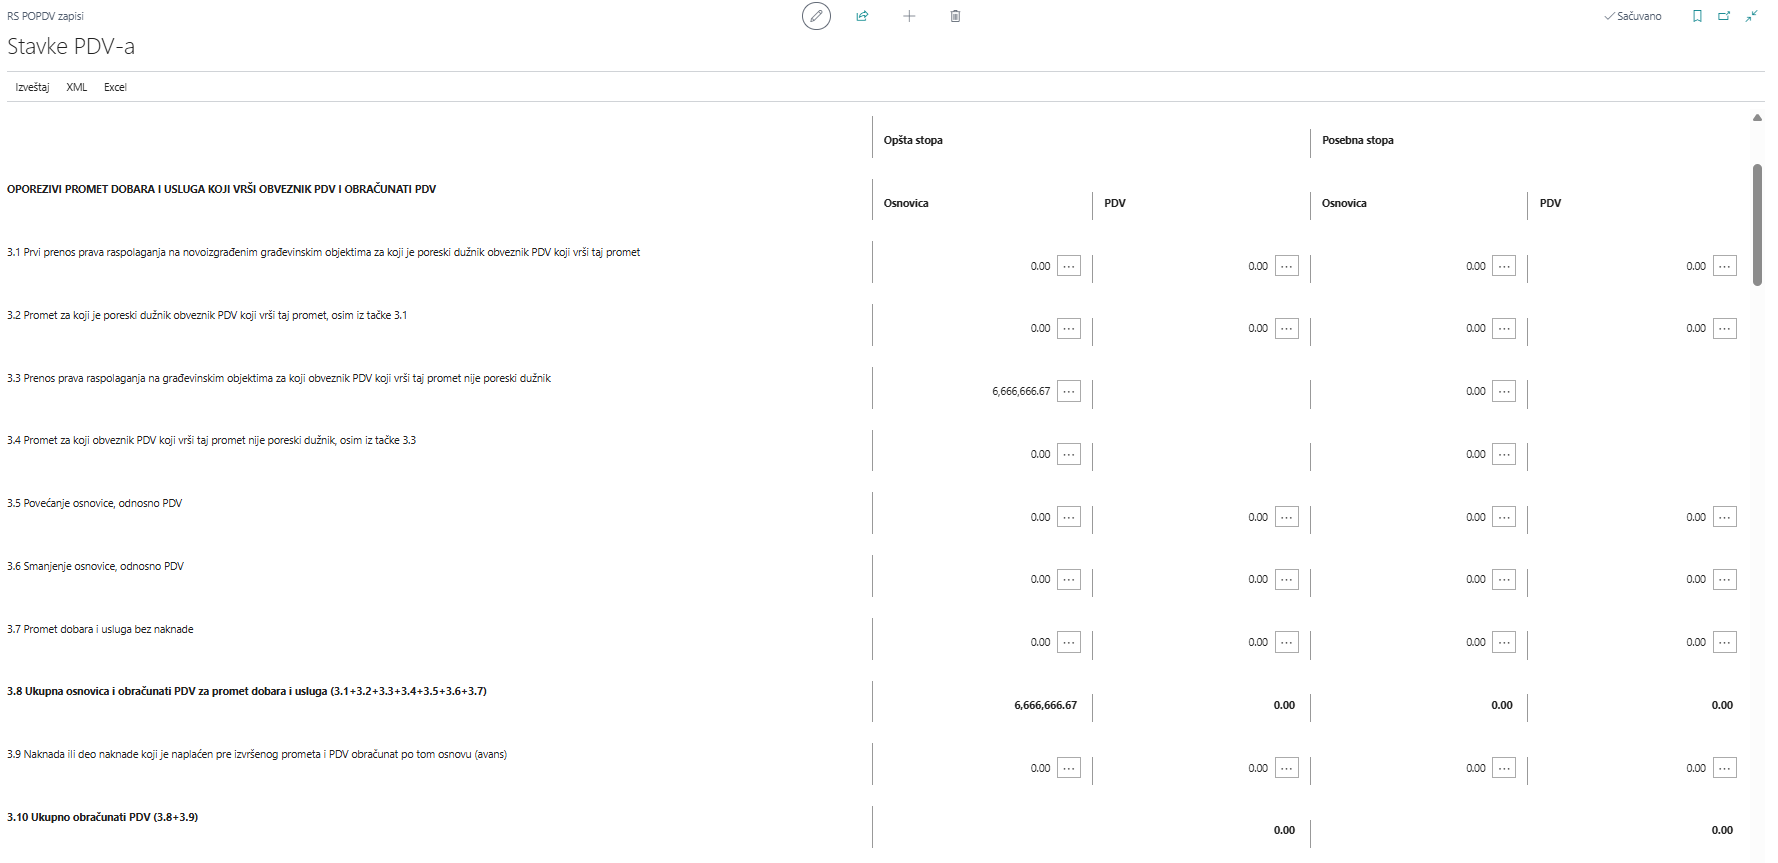 RS POPDV zapisi
Sačuvano
Stavke PDV-a
Izveštaj XML Excel
Opšta stopa Posebna stopa
OPOREZIVI PROMET DOBARA I USLUGA KOJI VRŠI OBVEZNIK PDV I OBRAČUNATI PDV
Osnovica PDV Osnovica PDV
3.1 Prvi prenos prava raspolaganja na novoizgrađenim građevinskim objektima za koji je poreski dužnik obveznik PDV koji vrši taj promet
0.00 ... 0.00 ... 0.00 ... 0.00 ...
3.2 Promet za koji je poreski dužnik obveznik PDV koji vrši taj promet, osim iz tačke 3.1
0.00 ... 0.00 ... 0.00 ... 0.00 ...
3.3 Prenos prava raspolaganja na građevinskim objektima za koji obveznik PDV koji vrši taj promet nije poreski dužnik
6,666,666.67 ... 0.00 ...
3.4 Promet za koji obveznik PDV koji vrši taj promet nije poreski dužnik, osim iz tačke 3.3
0.00 ... 0.00 ...
3.5 Povećanje osnovice, odnosno PDV
0.00 ... 0.00 ... 0.00 ... 0.00 ...
3.6 Smanjenje osnovice, odnosno PDV
0.00 ... 0.00 ... 0.00 ... 0.00 ...
3.7 Promet dobara i usluga bez naknade
0.00 ... 0.00 ... 0.00 ... 0.00 ...
3.8 Ukupna osnovica i obračunati PDV za promet dobara i usluga (3.1+3.2+3.3+3.4+3.5+3.6+3.7)
6,666,666.67 0.00 0.00 0.00
3.9 Naknada ili deo naknade koji je naplaćen pre izvršenog prometa i PDV obračunat po tom osnovu (avans)
0.00 ... 0.00 ... 0.00 ... 0.00 ...
3.10 Ukupno obračunati PDV (3.8+3.9)
0.00 0.00